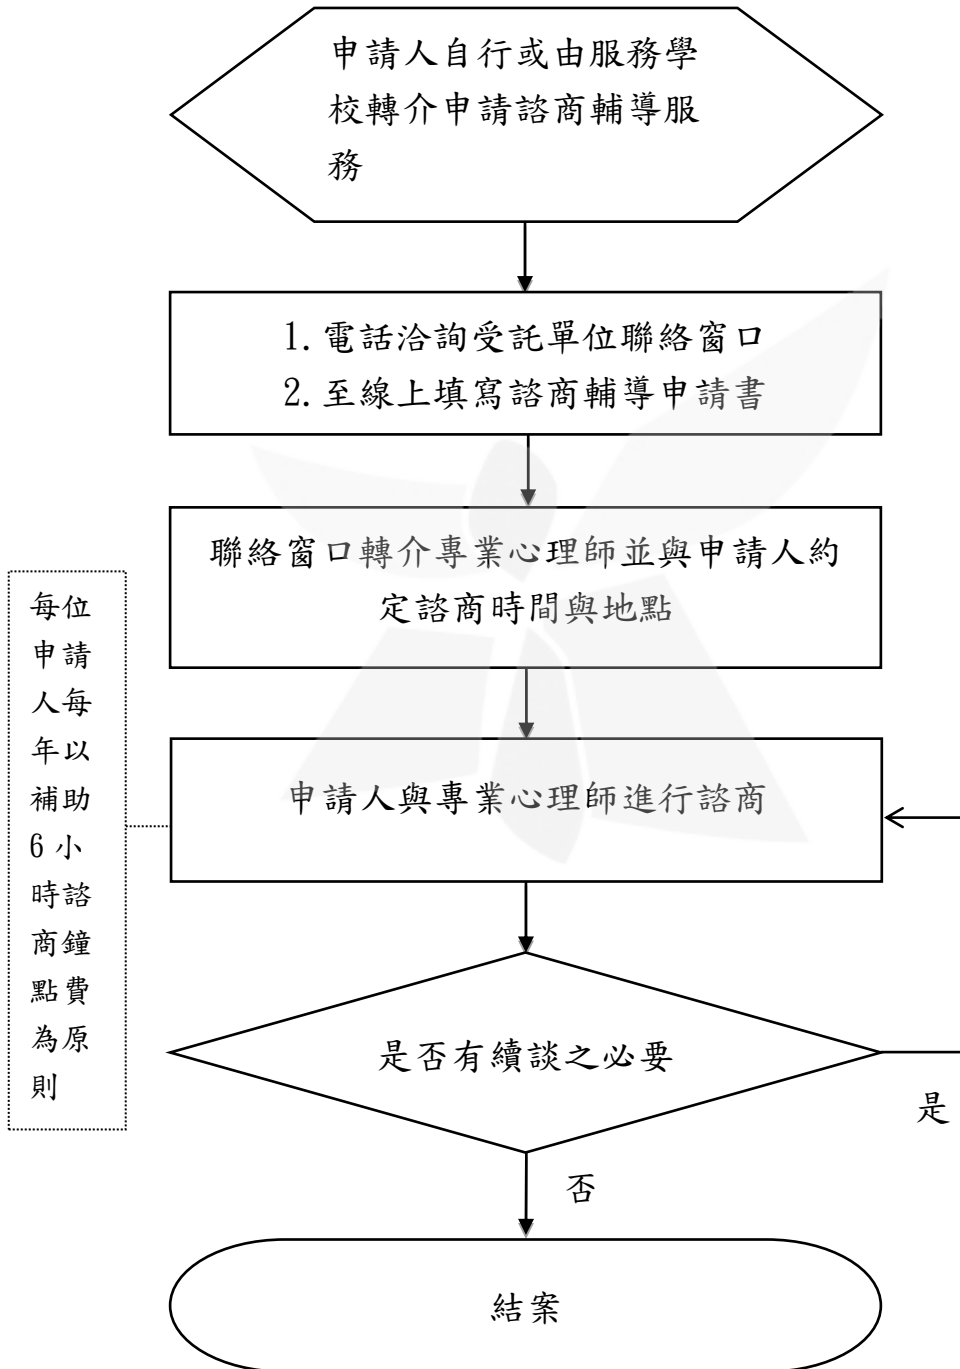 申請人自行或由服務學
校轉介申請諮商輔導服
務
1. 電話洽詢受託單位聯絡窗口
2. 至線上填寫諮商輔導申請書
聯絡窗口轉介專業心理師並與申請人約
定諮商時間與地點
每位
申請
人每
年以
補助
6 小
時諮
商鐘
點費
為原
則
申請人與專業心理師進行諮商
是否有續談之必要
是
否
結案